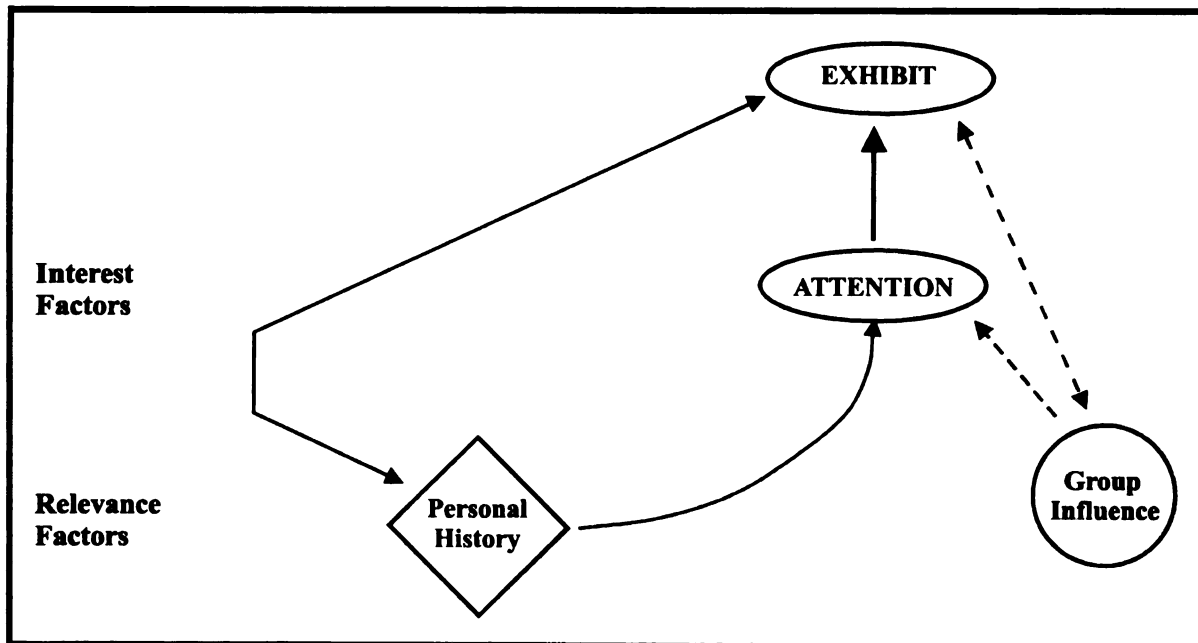 EXHIBIT
Interest
Factors
ATTENTION
Relevance
Factors
Personal
History
Group
Influence